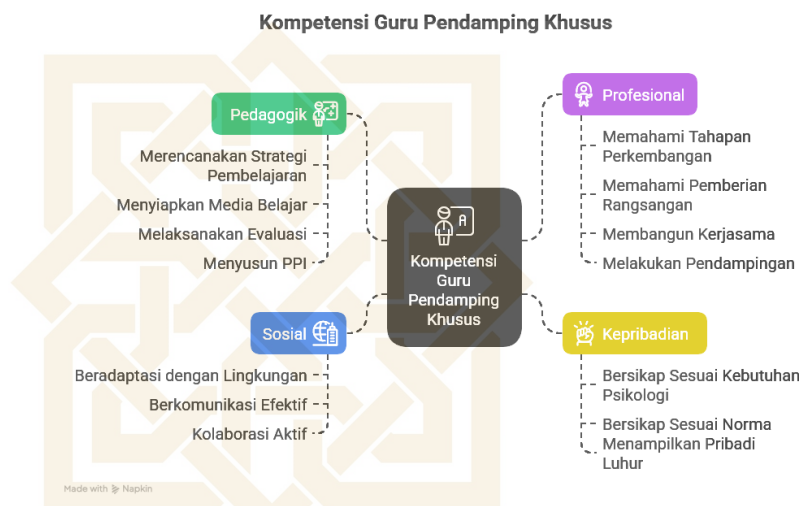 Kompetensi Guru Pendamping Khusus
Pedagogik
Merencanakan Strategi
Pembelajaran
Menyiapkan Media Belajar
Melaksanakan Evaluasi
Menyusun PPI
Profesional
Memahami Tahapan
Perkembangan
Memahami Pemberian
Rangsangan
Membangun Kerjasama
Melakukan Pendampingan
A
Kompetensi
Guru
Pendamping
Khusus
Sosial
Beradaptasi dengan Lingkungan
Berkomunikasi Efektif
Kolaborasi Aktif
Kepribadian
Bersikap Sesuai Kebutuhan
Psikologi
Bersikap Sesuai Norma
Menampilkan Pribadi
Luhur
Made with Napkin